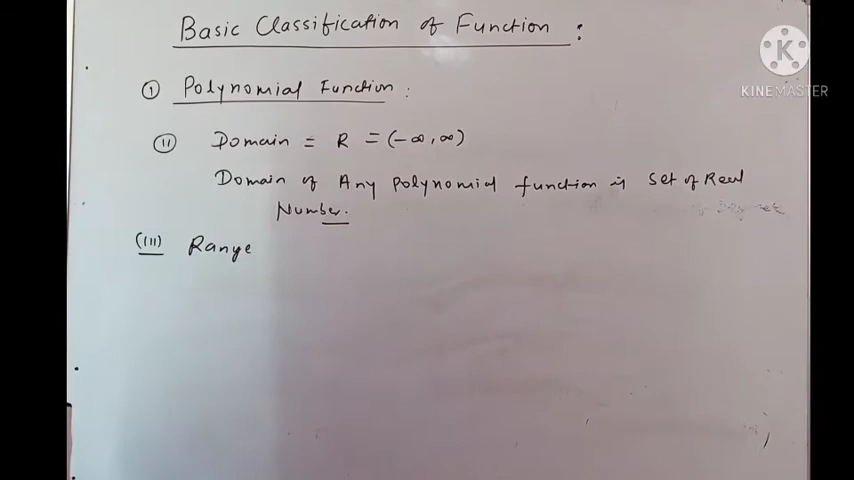 Basic Classification of Function :
K
KINEMASTER
① Polynomial Function :
(ii) Domain = R = (-∞, ∞)
Domain of Any polynomial function is set of Real
Number.
(iii) Range